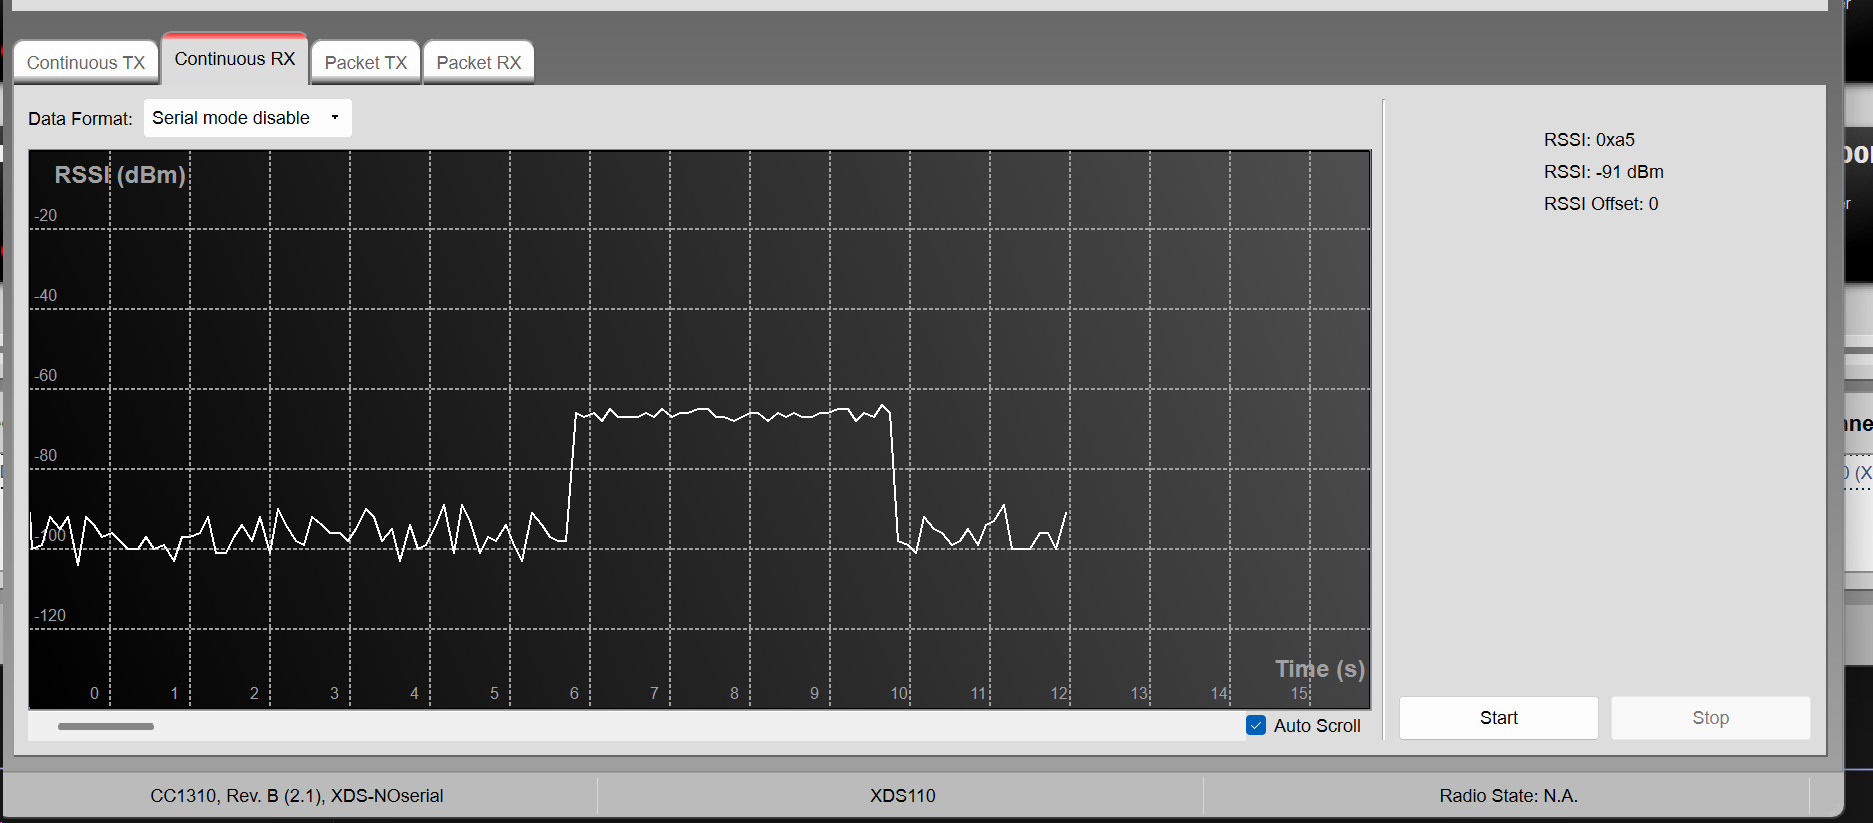 Continuous TX
Continuous RX
Packet TX
Packet RX
Data Format:
Serial mode disable
RSSI (dBm)
-20
-40
-60
-80
-100
-120
0 1 2 3 4 5 6 7 8 9 10 11 12 13 14 15
Time (s)
Auto Scroll
RSSI: 0xa5
RSSI: -91 dBm
RSSI Offset: 0
Start
Stop
CC1310, Rev. B (2.1), XDS-NOserial
XDS110
Radio State: N.A.